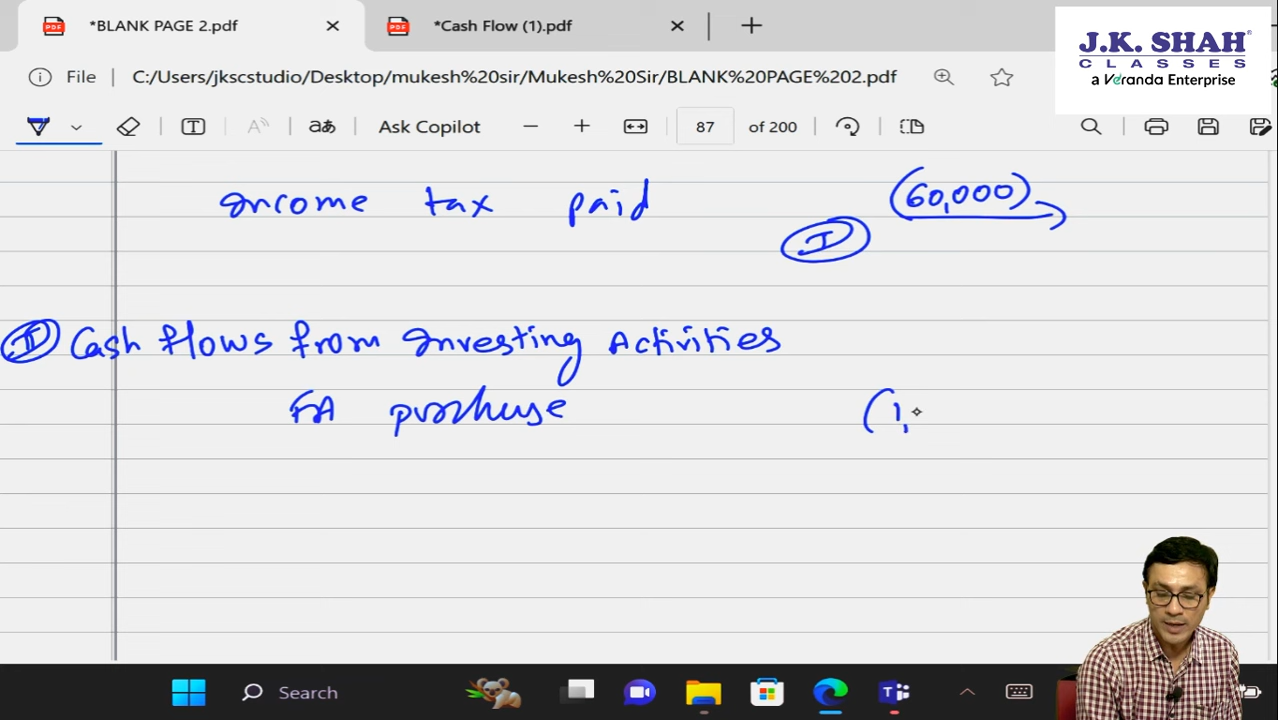 *BLANK PAGE 2.pdf
*Cash Flow (1).pdf
J.K. SHAH®
CLASSES
a Veranda Enterprise
File C:/Users/jkscstudio/Desktop/mukesh%20sir/Mukesh%20Sir/BLANK%20PAGE%202.pdf
Ask Copilot 87 of 200
Income tax paid (60,000)
I
II Cash flows from Investing Activities
FA purchase (1,
Search